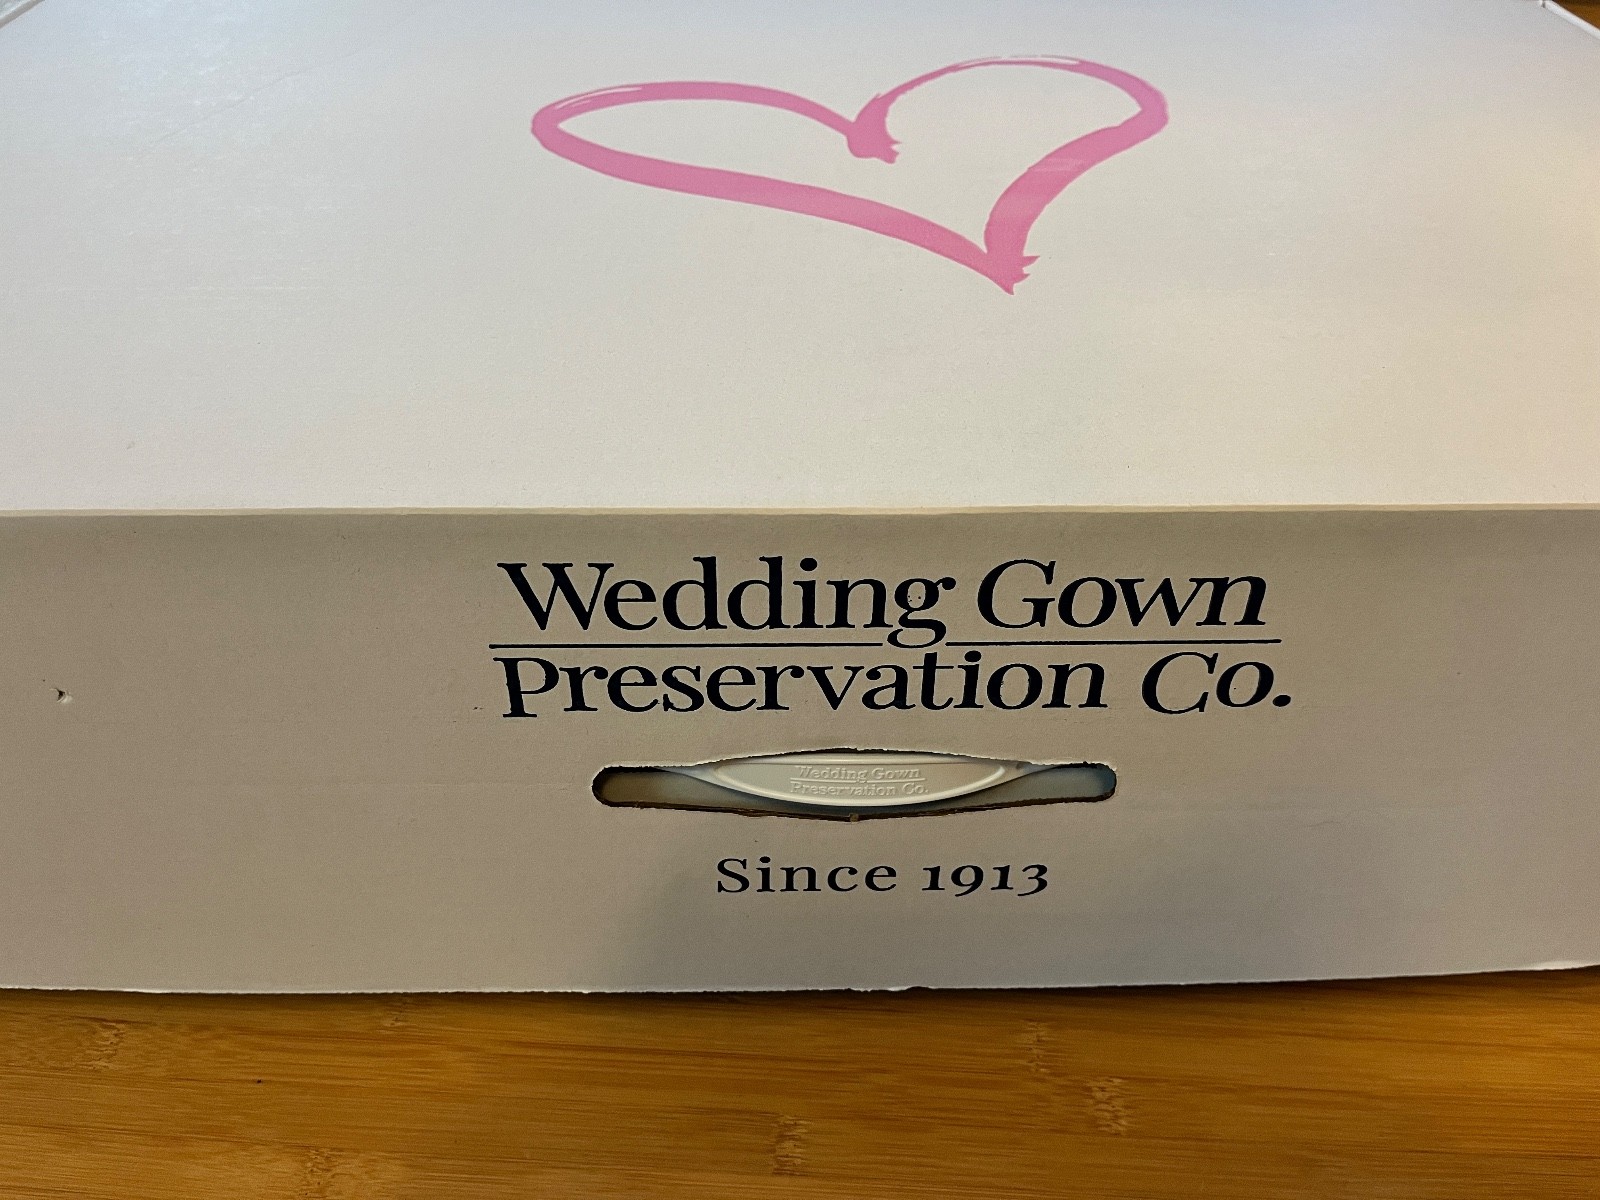 Wedding Gown
Preservation Co.
Wedding Gown
Preservation Co.
Since 1913